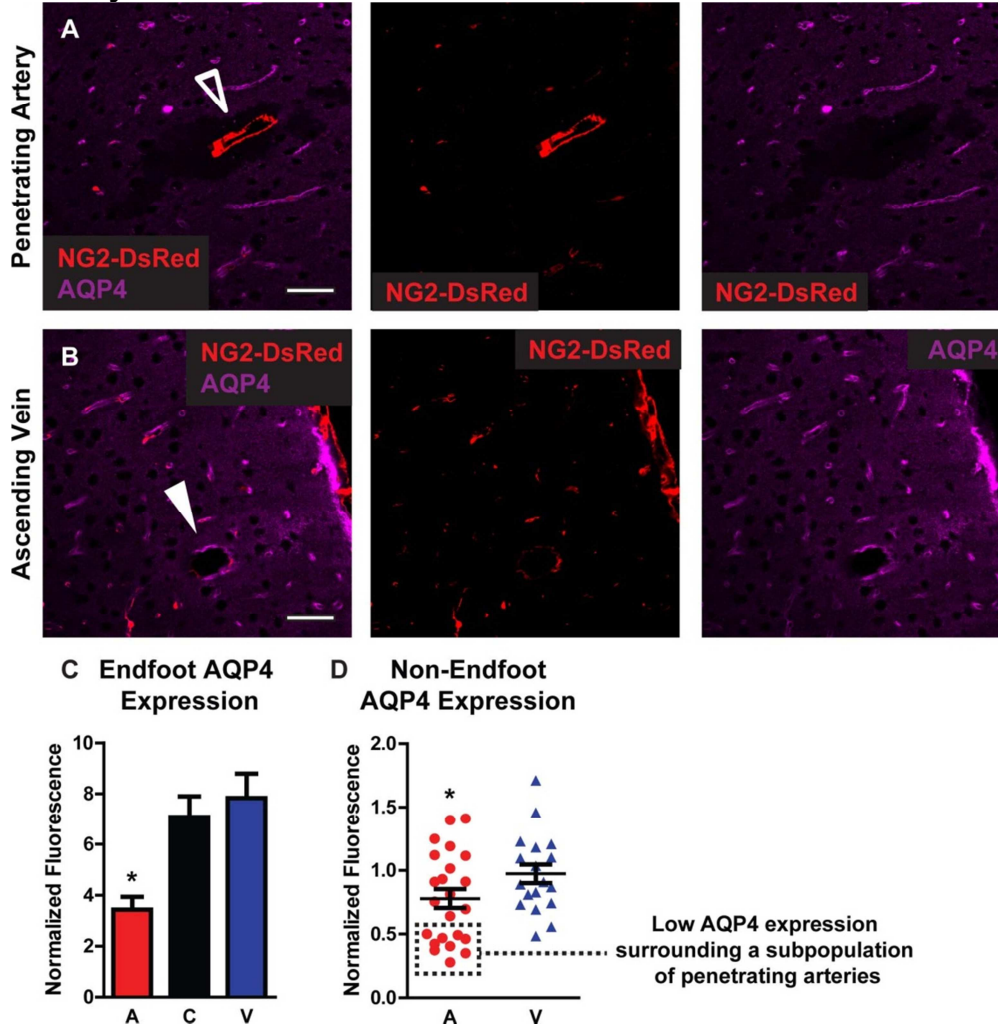 Penetrating Artery
A
NG2-DsRed
AQP4
NG2-DsRed
NG2-DsRed
Ascending Vein
B
NG2-DsRed
AQP4
NG2-DsRed
AQP4
C Endfoot AQP4
Expression
Normalized Fluorescence
10
8
6
4
2
0
*
A C V
D Non-Endfoot
AQP4 Expression
Normalized Fluorescence
2.0
1.5
1.0
0.5
0.0
*
A V
Low AQP4 expression
surrounding a subpopulation
of penetrating arteries